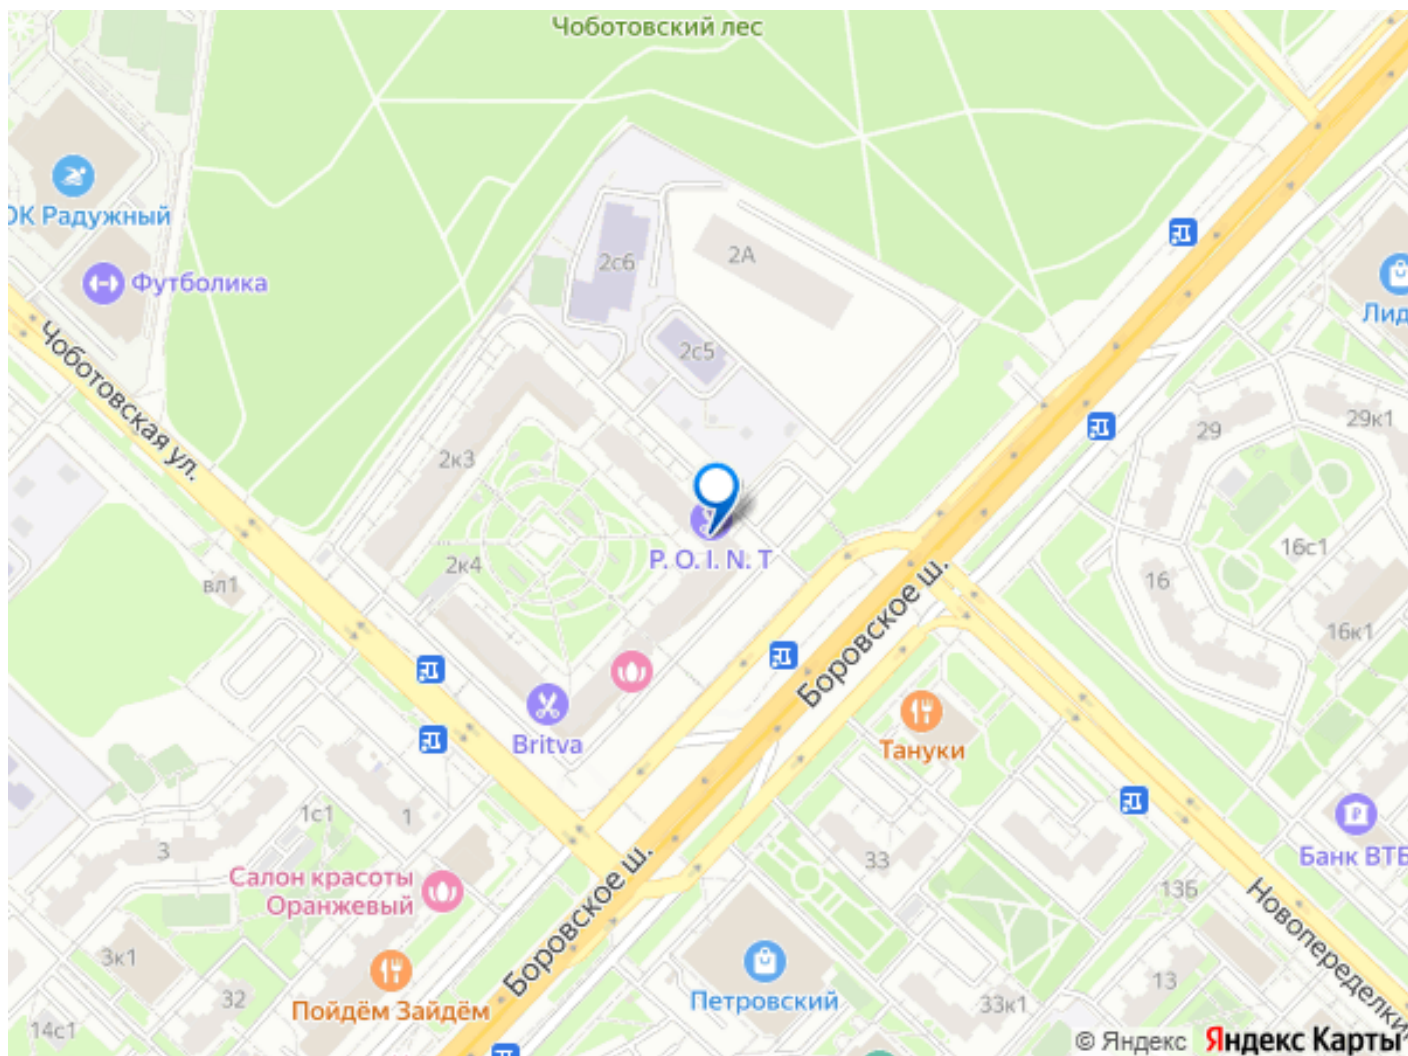 Чоботовский лес
ОК Радужный
Футболика
2с6
2А
2с5
Лид
Чоботовская ул.
29
29к1
2к3
16с1
Р. О. I. N. T
2к4
вл1
16
16к1
Боровское ш.
Britva
Тануки
1с1
1
3
33
Банк ВТБ
Салон красоты
Оранжевый
13Б
Боровское ш.
Новопеределки
3к1
32
Пойдём Зайдём
Петровский
33к1
13
14с1
© Яндекс Яндекс Карты